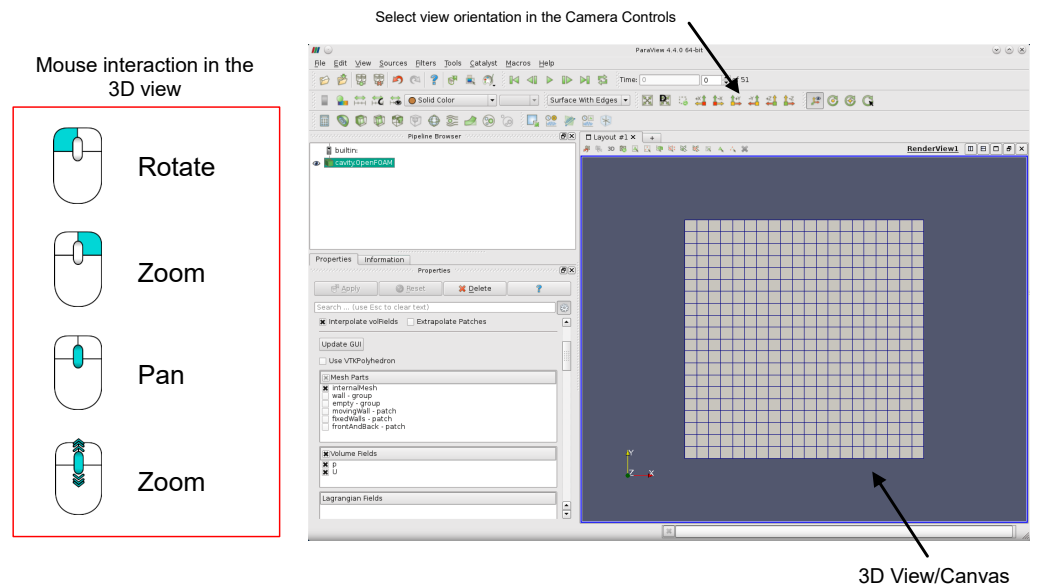 Select view orientation in the Camera Controls
Mouse interaction in the
3D view
Rotate
Zoom
Pan
Zoom
ParaView 4.4.0 64-bit
File Edit View Sources Filters Tools Catalyst Macros Help
Time: 0 0 of 51
Solid Color Surface With Edges
Pipeline Browser
builtin:
cavity.OpenFOAM
Properties Information
Properties
Apply Reset Delete ?
Search ... (use Esc to clear text)
Interpolate volFields Extrapolate Patches
Update GUI
Use VTKPolyhedron
Mesh Parts
internalMesh
wall - group
empty - group
movingWall - patch
fixedWalls - patch
frontAndBack - patch
Volume Fields
p
U
Lagrangian Fields
Layout #1 +
3D RenderView1
Y
Z X
3D View/Canvas